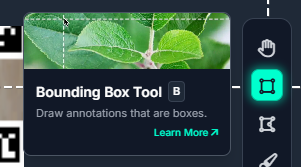 Bounding Box Tool B
Draw annotations that are boxes.
Learn More